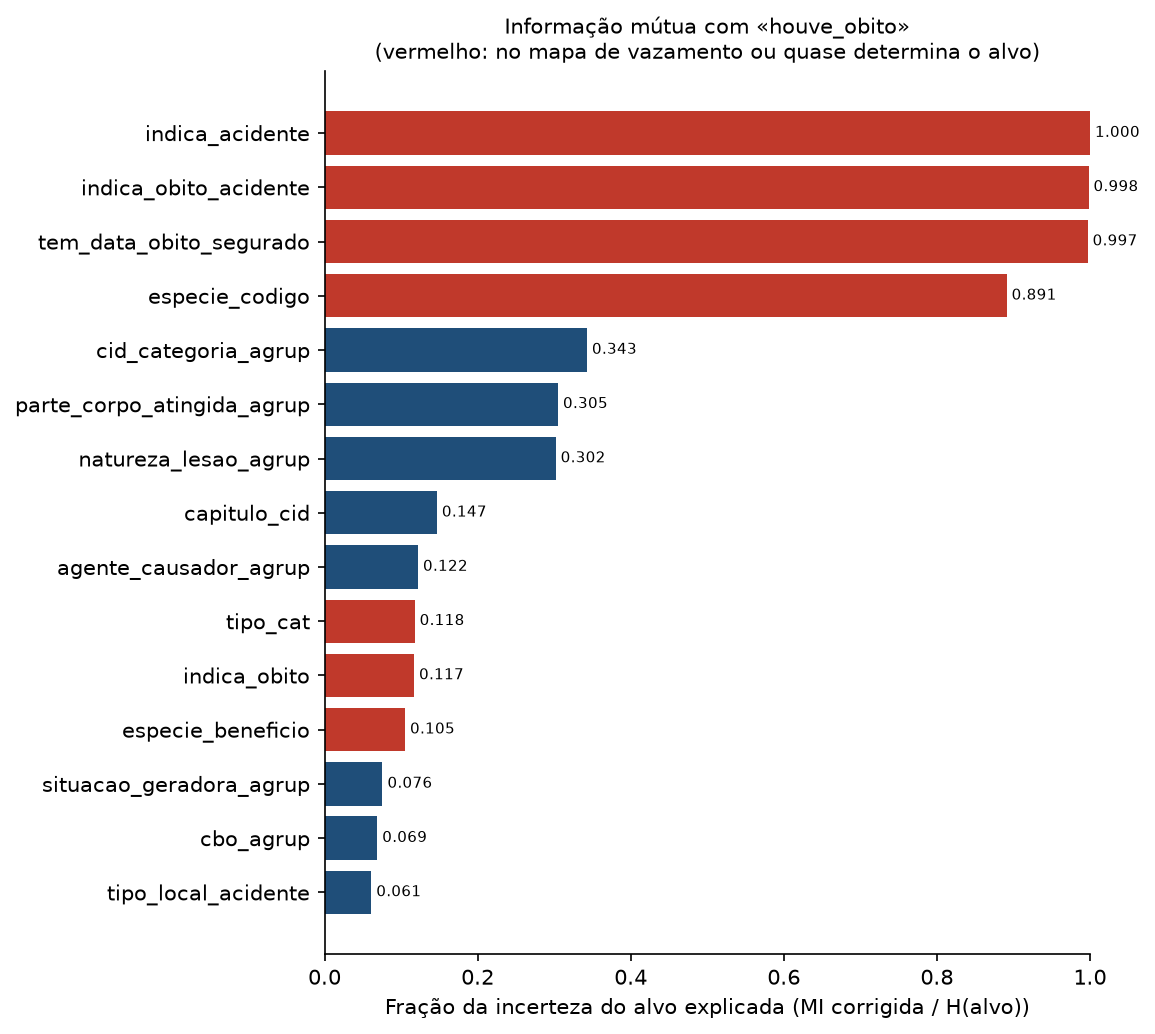 Informação mútua com «houve_obito»
(vermelho: no mapa de vazamento ou quase determina o alvo)
indica_acidente 1.000
indica_obito_acidente 0.998
tem_data_obito_segurado 0.997
especie_codigo 0.891
cid_categoria_agrup 0.343
parte_corpo_atingida_agrup 0.305
natureza_lesao_agrup 0.302
capitulo_cid 0.147
agente_causador_agrup 0.122
tipo_cat 0.118
indica_obito 0.117
especie_beneficio 0.105
situacao_geradora_agrup 0.076
cbo_agrup 0.069
tipo_local_acidente 0.061
0.0 0.2 0.4 0.6 0.8 1.0
Fração da incerteza do alvo explicada (MI corrigida / H(alvo))